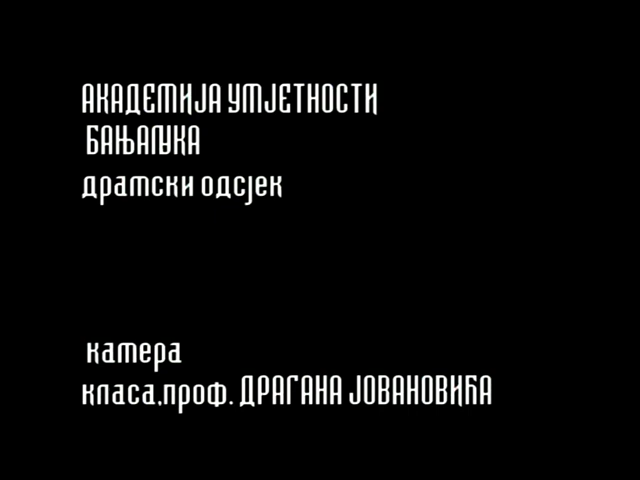 АКАДЕМИЈА УМЈЕТНОСТИ
БАЊАЛУКА
драмски одсјек
камера
класа,проф. ДРАГАНА ЈОВАНОВИЋА